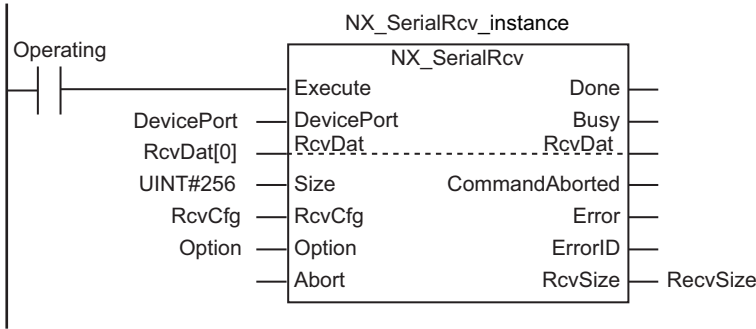 NX_SerialRcv_instance
Operating
NX_SerialRcv
Execute Done
DevicePort DevicePort Busy
RcvDat[0] RcvDat RcvDat
UINT#256 Size CommandAborted
RcvCfg RcvCfg Error
Option Option ErrorID
Abort RcvSize RecvSize